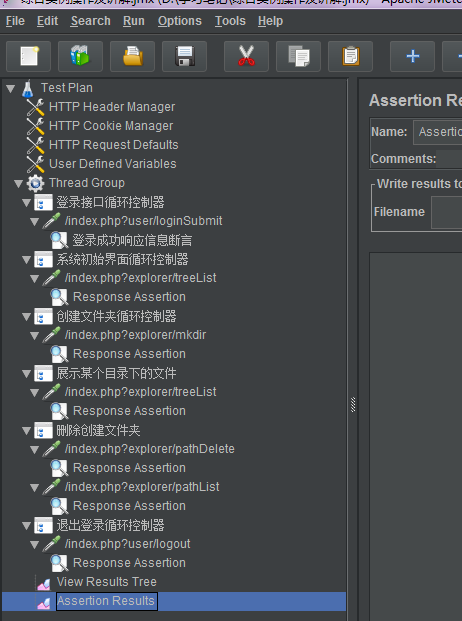 File Edit Search Run Options Tools Help
Test Plan
HTTP Header Manager
HTTP Cookie Manager
HTTP Request Defaults
User Defined Variables
Thread Group
登录接口循环控制器
/index.php?user/loginSubmit
登录成功响应信息断言
系统初始界面循环控制器
/index.php?explorer/treeList
Response Assertion
创建文件夹循环控制器
/index.php?explorer/mkdir
Response Assertion
展示某个目录下的文件
/index.php?explorer/treeList
Response Assertion
删除创建文件夹
/index.php?explorer/pathDelete
Response Assertion
/index.php?explorer/pathList
Response Assertion
退出登录循环控制器
/index.php?user/logout
Response Assertion
View Results Tree
Assertion Results
Assertion Re
Name: Assertio
Comments:
Write results to
Filename